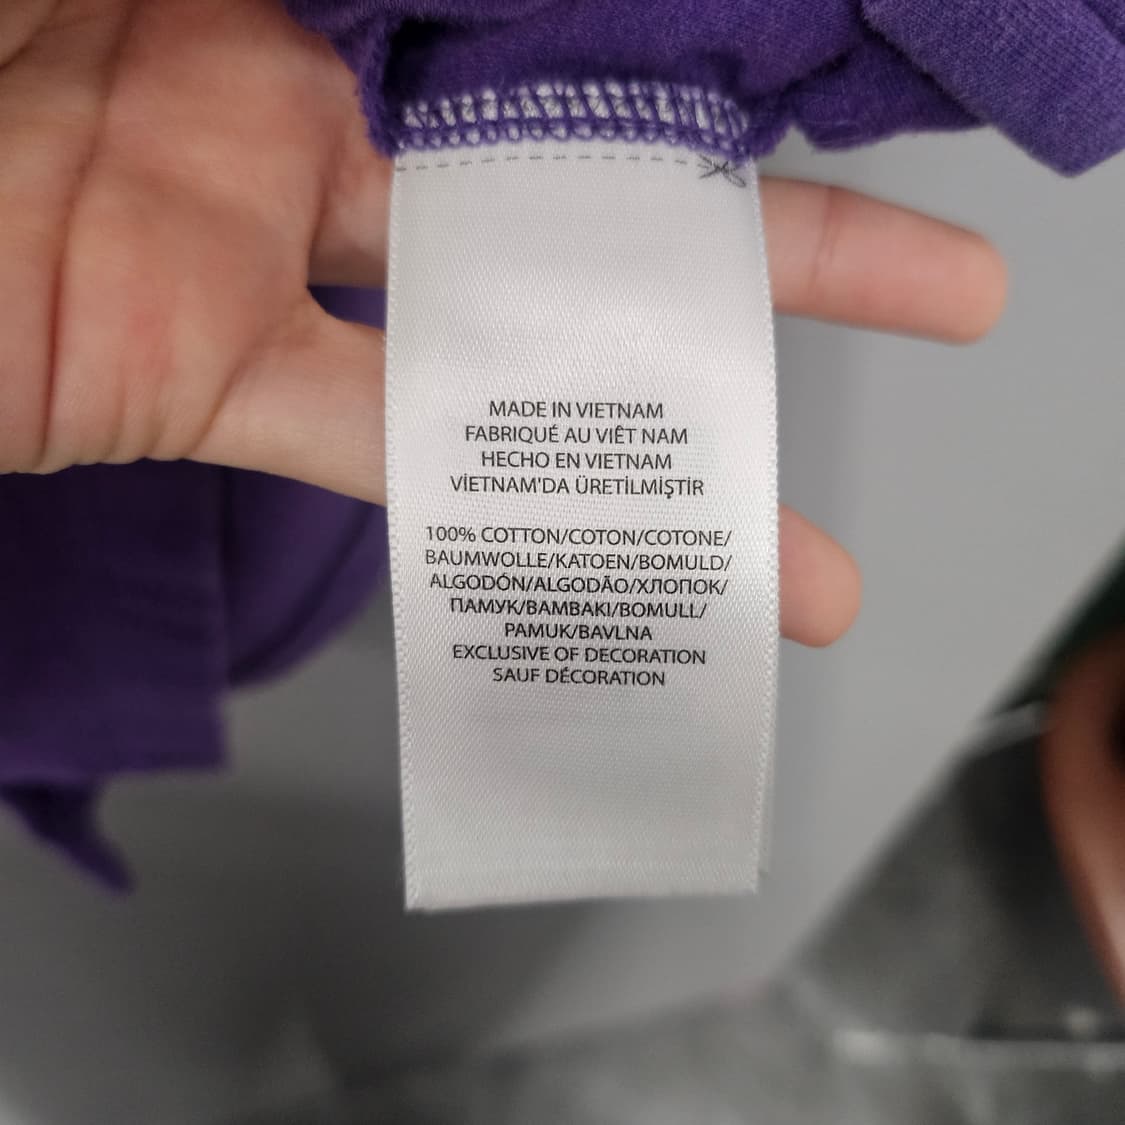 MADE IN VIETNAM
FABRIQUÉ AU VIÊT NAM
HECHO EN VIETNAM
VİETNAM'DA ÜRETİLMİŞTİR
100% COTTON/COTON/COTONE/
BAUMWOLLE/KATOEN/BOMULD/
ALGODÓN/ALGODÃO/ХЛОПОК/
ПАМУК/BAMBAKI/BOMULL/
PAMUK/BAVLNA
EXCLUSIVE OF DECORATION
SAUF DÉCORATION